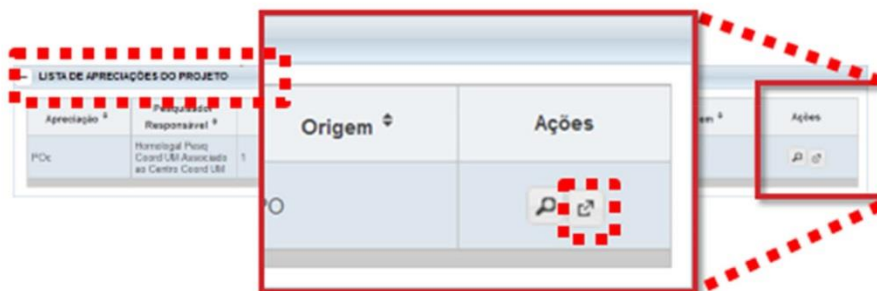 LISTA DE APRECIAÇÕES DO PROJETO
Apreciação
Pesquisador
Responsável
Origem
Ações
em
Ações
POc
Homologal Pesq
Coord UM Associado
ao Centro Coord UM
1
PO